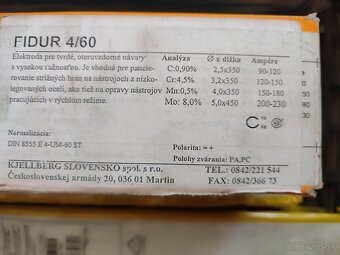 FIDUR 4/60
Elektroda pre tvrdé, oteruvzdorné návary
s vysokou ťažnosťou. Je vhodná pre pancie-
rovanie strižných hrán na nástrojoch z nízko-
legovaných ocelí, ako tiež na opravy nástrojov
pracujúcich v rýchlom režime.
Analýza
C:0,90%
Cr:4,5%
Mn:0,5%
Mo: 8,0%
Ø x dĺžka
2,5x350
3,2x350
4,0x350
5,0x450
Ampére
90-120
120-150
150-180
200-230
Normalizácia:
DIN 8555 E 4-UM-60 ST
Polarita: = +
Polohy zvárania: PA,PC
KJELLBERG SLOVENSKO spol. s r.o.
Československej armády 20, 036 01 Martin
TEL.: 0842/221 544
FAX: 0842/366 73